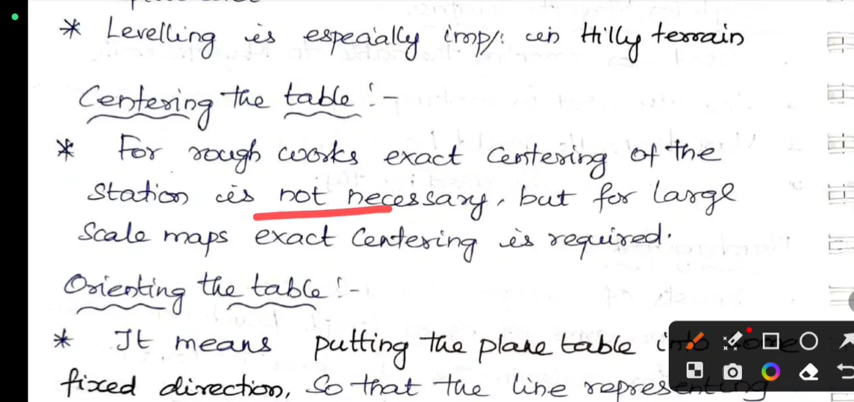 * Levelling is especially imp/: in Hilly terrain
Centering the table :-
* For rough works exact centering of the
station is not necessary, but for large
scale maps exact centering is required.
Orienting the table :-
* It means putting the plane table into
fixed direction, so that the line representing